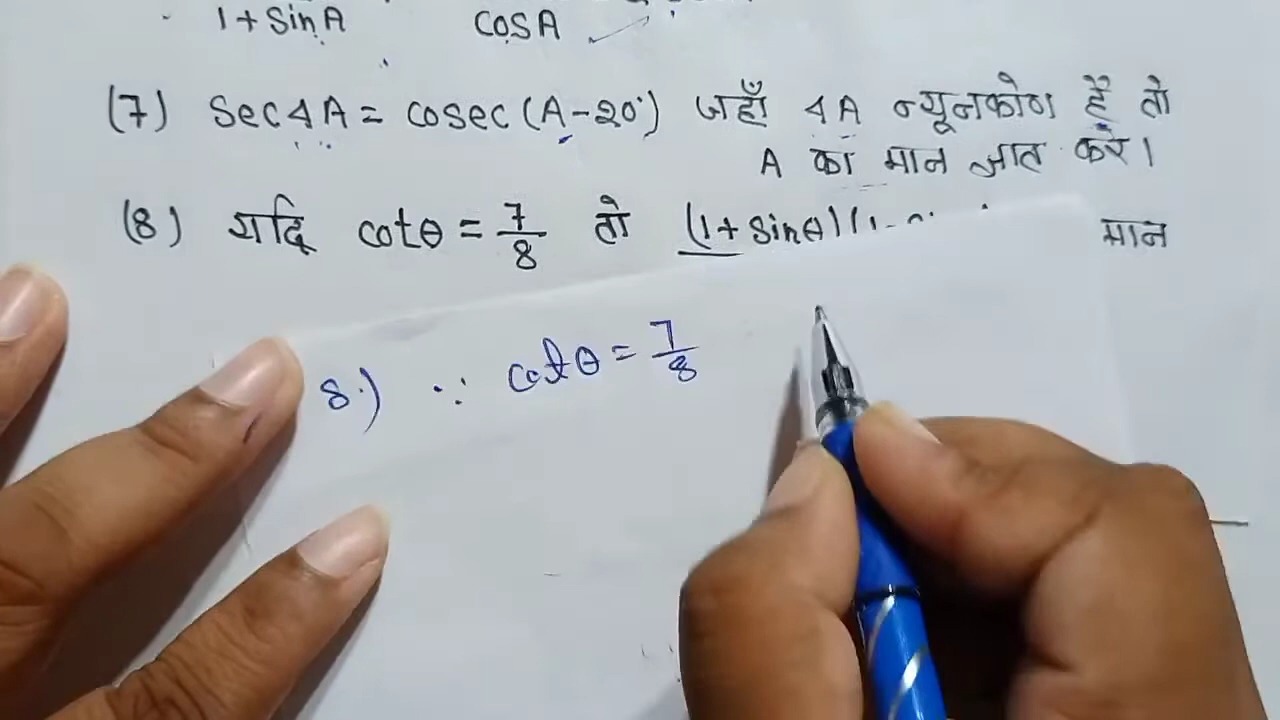 1 + sinA cosA
(7) sec4A = cosec(A-20°) जहाँ 4A न्यूनकोण है तो
A का मान ज्ञात करें।
(8) यदि cotθ = 7/8 तो (1 + sinθ)(1- मान
8.) ∵ cotθ = 7/8